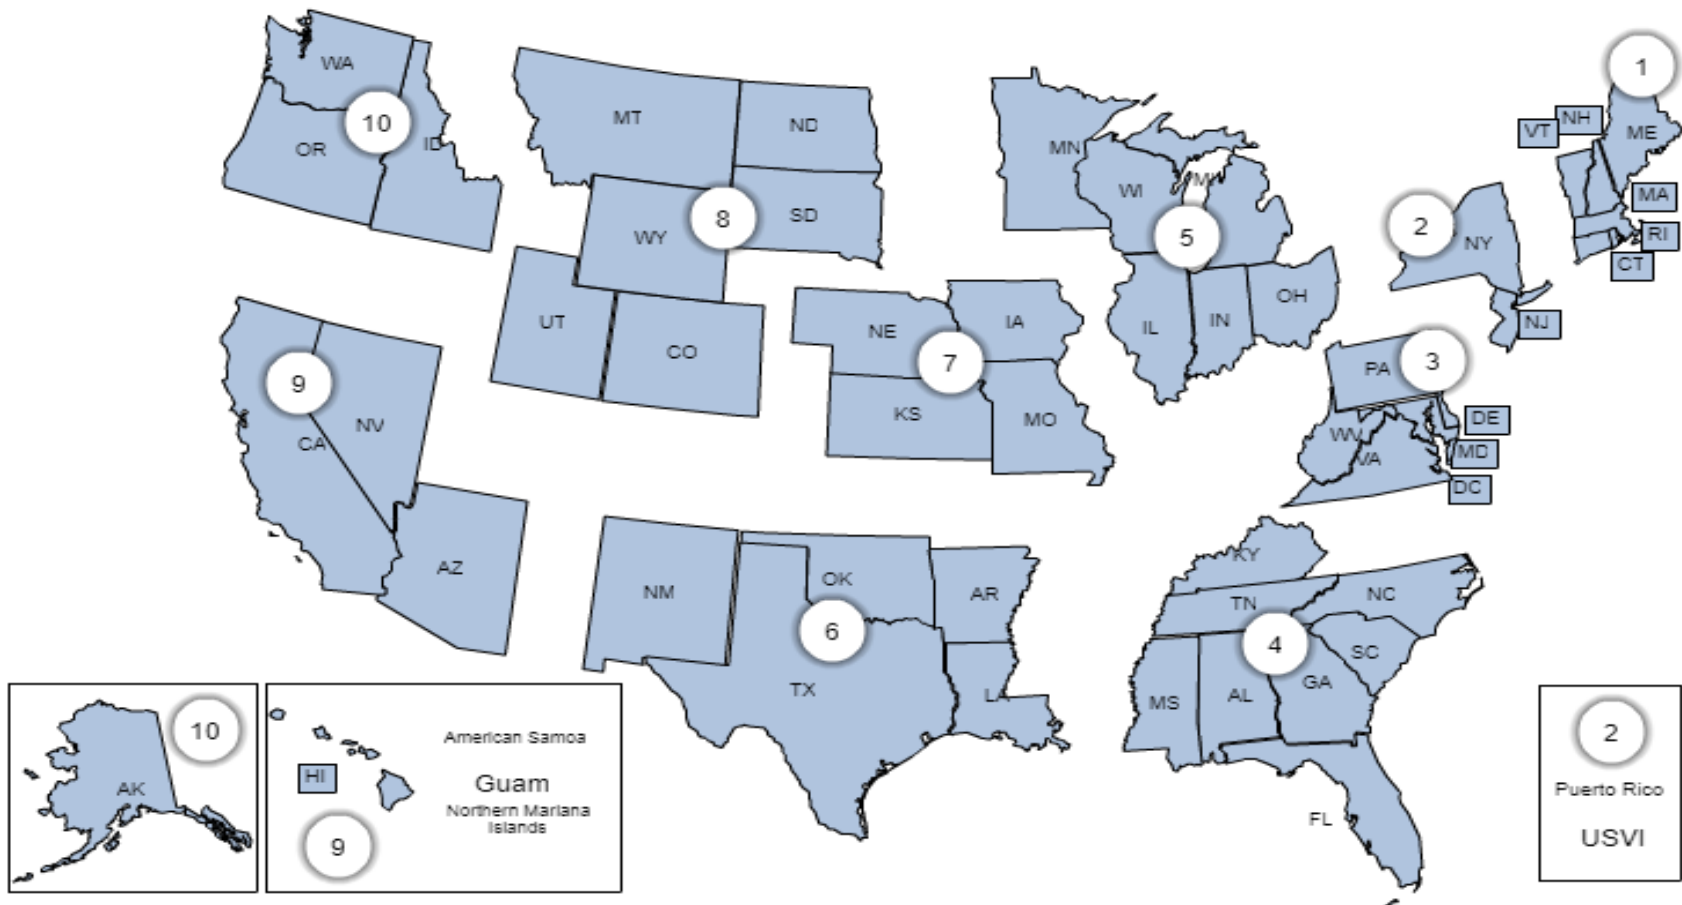 1
WA
10
OR
ID
MT
ND
8
SD
WY
UT
CO
MN
WI
MI
5
IL
IN
OH
VT
NH
ME
MA
RI
CT
2
NY
NJ
9
NV
CA
AZ
NE
IA
7
KS
MO
3
PA
DE
MD
DC
WV
VA
NM
OK
AR
6
TX
LA
KY
TN
NC
4
SC
MS
AL
GA
FL
10
AK
HI
9
American Samoa
Guam
Northern Mariana
Islands
2
Puerto Rico
USVI